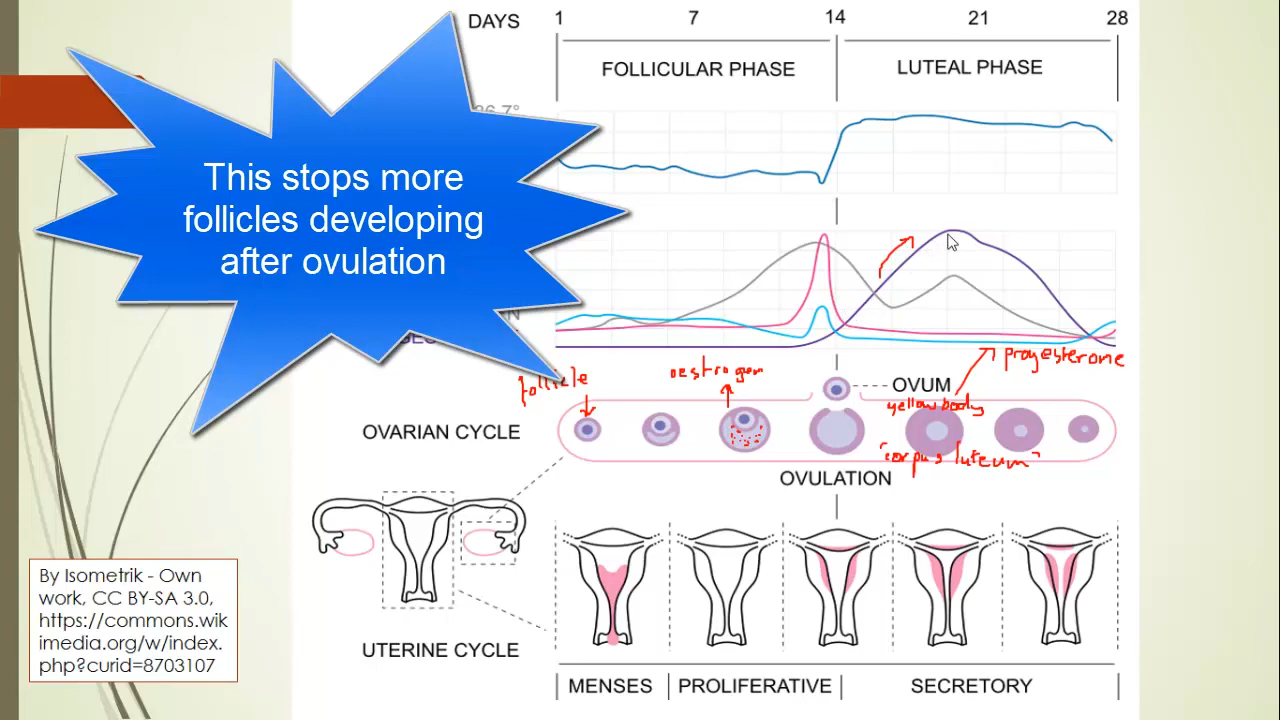 DAYS
1 7 14 21 28
FOLLICULAR PHASE
LUTEAL PHASE
This stops more
follicles developing
after ovulation
progesterone
oestrogen
follicle
OVUM
yellow body
OVARIAN CYCLE
"corpus luteum"
OVULATION
By Isometrik - Own
work, CC BY-SA 3.0,
https://commons.wik
imedia.org/w/index.
php?curid=8703107
UTERINE CYCLE
MENSES
PROLIFERATIVE
SECRETORY